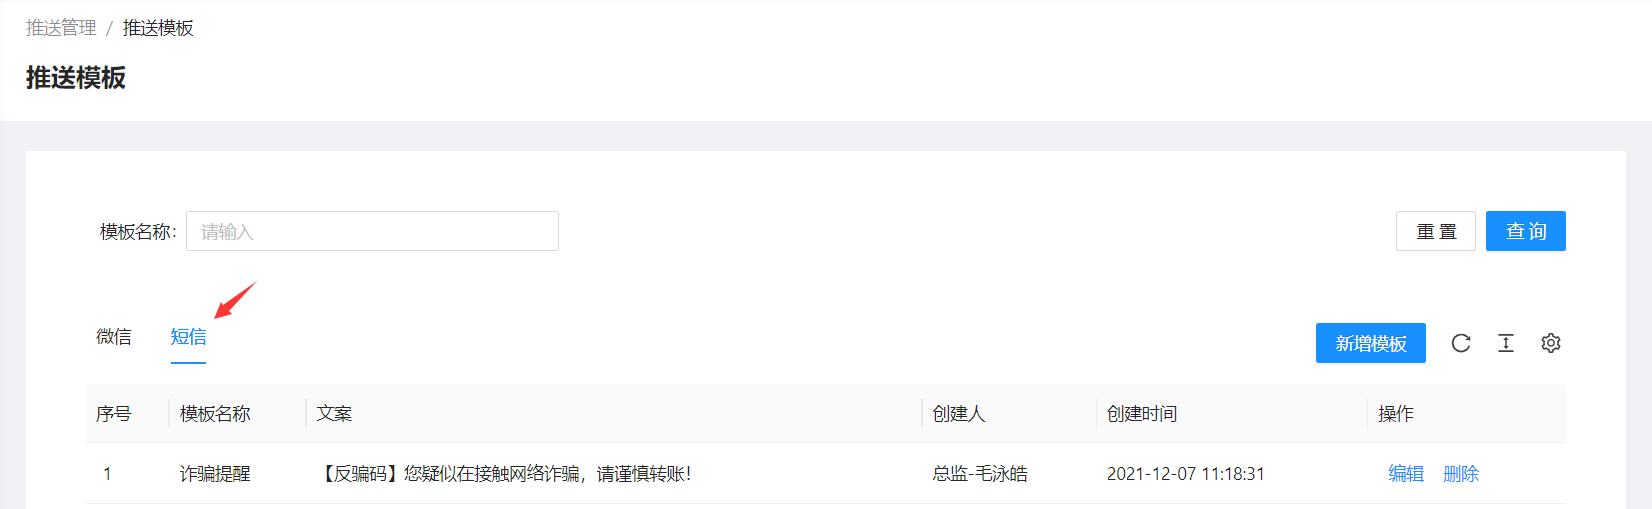 推送管理 / 推送模板
推送模板
模板名称: 请输入 重 置 查 询
微信 短信 新增模板
序号 模板名称 文案 创建人 创建时间 操作
1 诈骗提醒 【反骗码】您疑似在接触网络诈骗，请谨慎转账！ 总监-毛泳皓 2021-12-07 11:18:31 编辑 删除